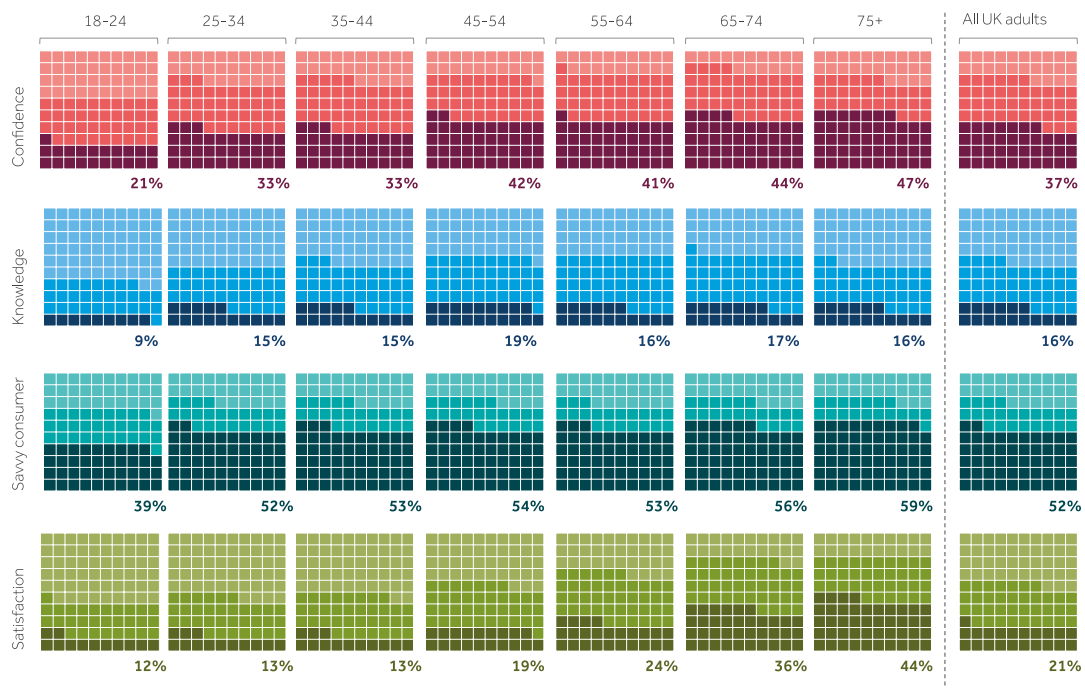 18-24 25-34 35-44 45-54 55-64 65-74 75+ All UK adults
Confidence
21% 33% 33% 42% 41% 44% 47% 37%
Knowledge
9% 15% 15% 19% 16% 17% 16% 16%
Savvy consumer
39% 52% 53% 54% 53% 56% 59% 52%
Satisfaction
12% 13% 13% 19% 24% 36% 44% 21%